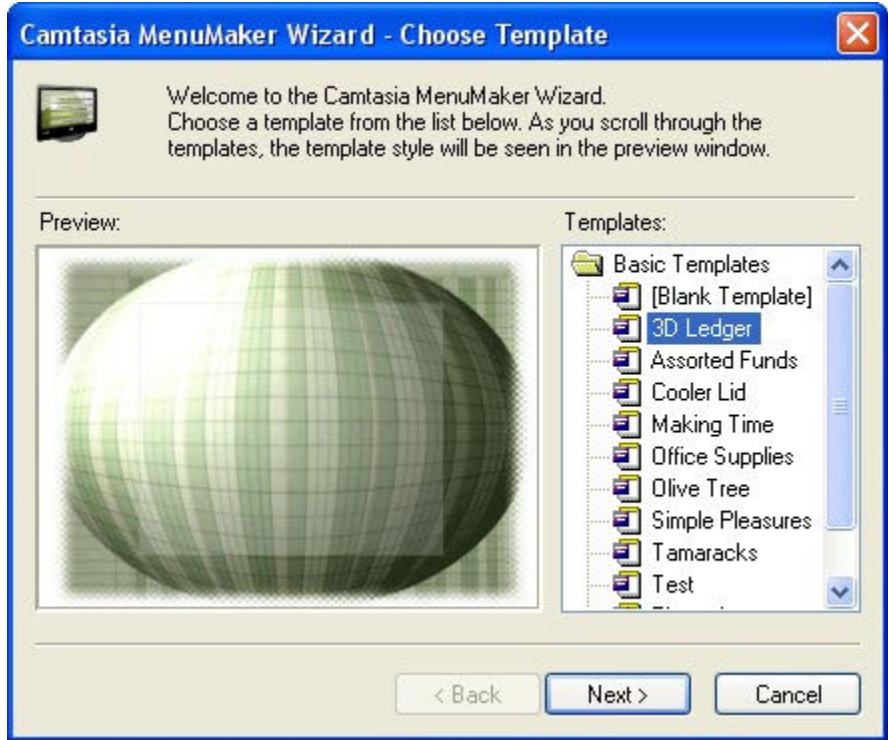 Camtasia MenuMaker Wizard - Choose Template
Welcome to the Camtasia MenuMaker Wizard.
Choose a template from the list below. As you scroll through the
templates, the template style will be seen in the preview window.
Preview:
Templates:
Basic Templates
[Blank Template]
3D Ledger
Assorted Funds
Cooler Lid
Making Time
Office Supplies
Olive Tree
Simple Pleasures
Tamaracks
Test
< Back
Next >
Cancel